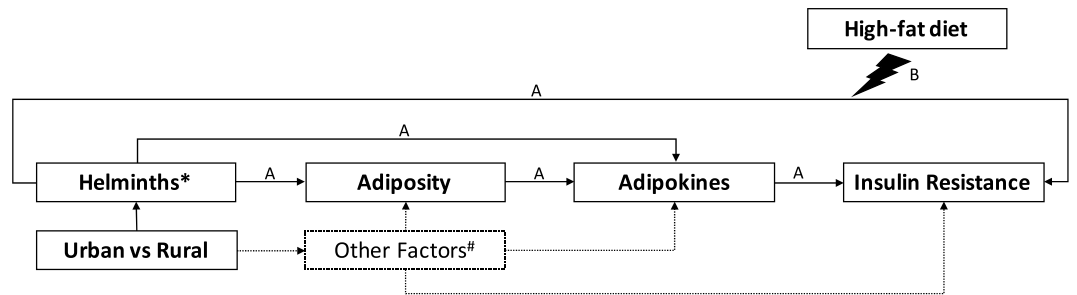 High-fat diet
B
A
A
Helminths*
A
Adiposity
A
Adipokines
A
Insulin Resistance
Urban vs Rural
Other Factors#